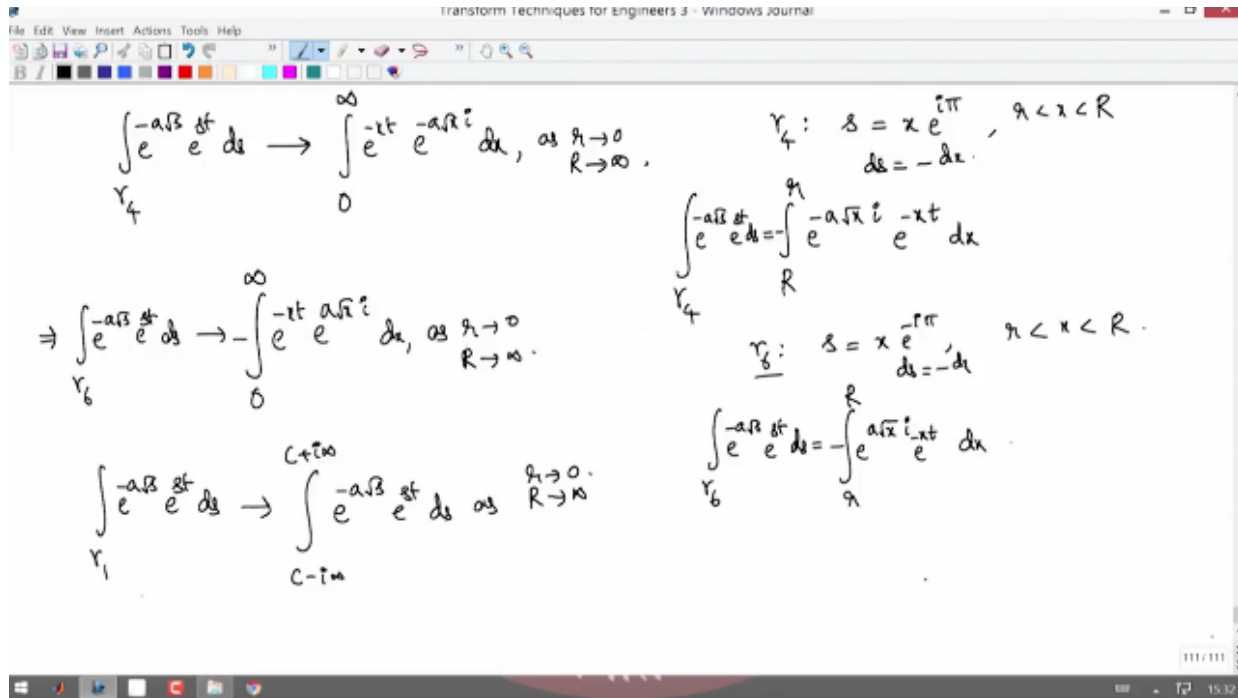 Transform Techniques for Engineers 3 - Windows Journal
File Edit View Insert Actions Tools Help
B I
∫_{γ₄} e^{-a√s} e^{st} ds → ∫_0^∞ e^{-xt} e^{-a√x i} dx, as r→0
R→∞.
γ₄ : s = x e^{iπ}, r < x < R
ds = -dx.
∫_{γ₄} e^{-a√s} e^{st} ds = -∫_R^r e^{-a√x i} e^{-xt} dx
⇒ ∫_{γ₆} e^{-a√s} e^{st} ds → -∫_0^∞ e^{-xt} e^{a√x i} dx, as r→0
R→∞.
γ₆: s = x e^{-iπ}, r < x < R.
ds = -dx
∫_{γ₆} e^{-a√s} e^{st} ds = -∫_r^R e^{a√x i} e^{-xt} dx
∫_{γ₁} e^{-a√s} e^{st} ds → ∫_{c-i∞}^{c+i∞} e^{-a√s} e^{st} ds as r→0.
R→∞
111/111
15:32